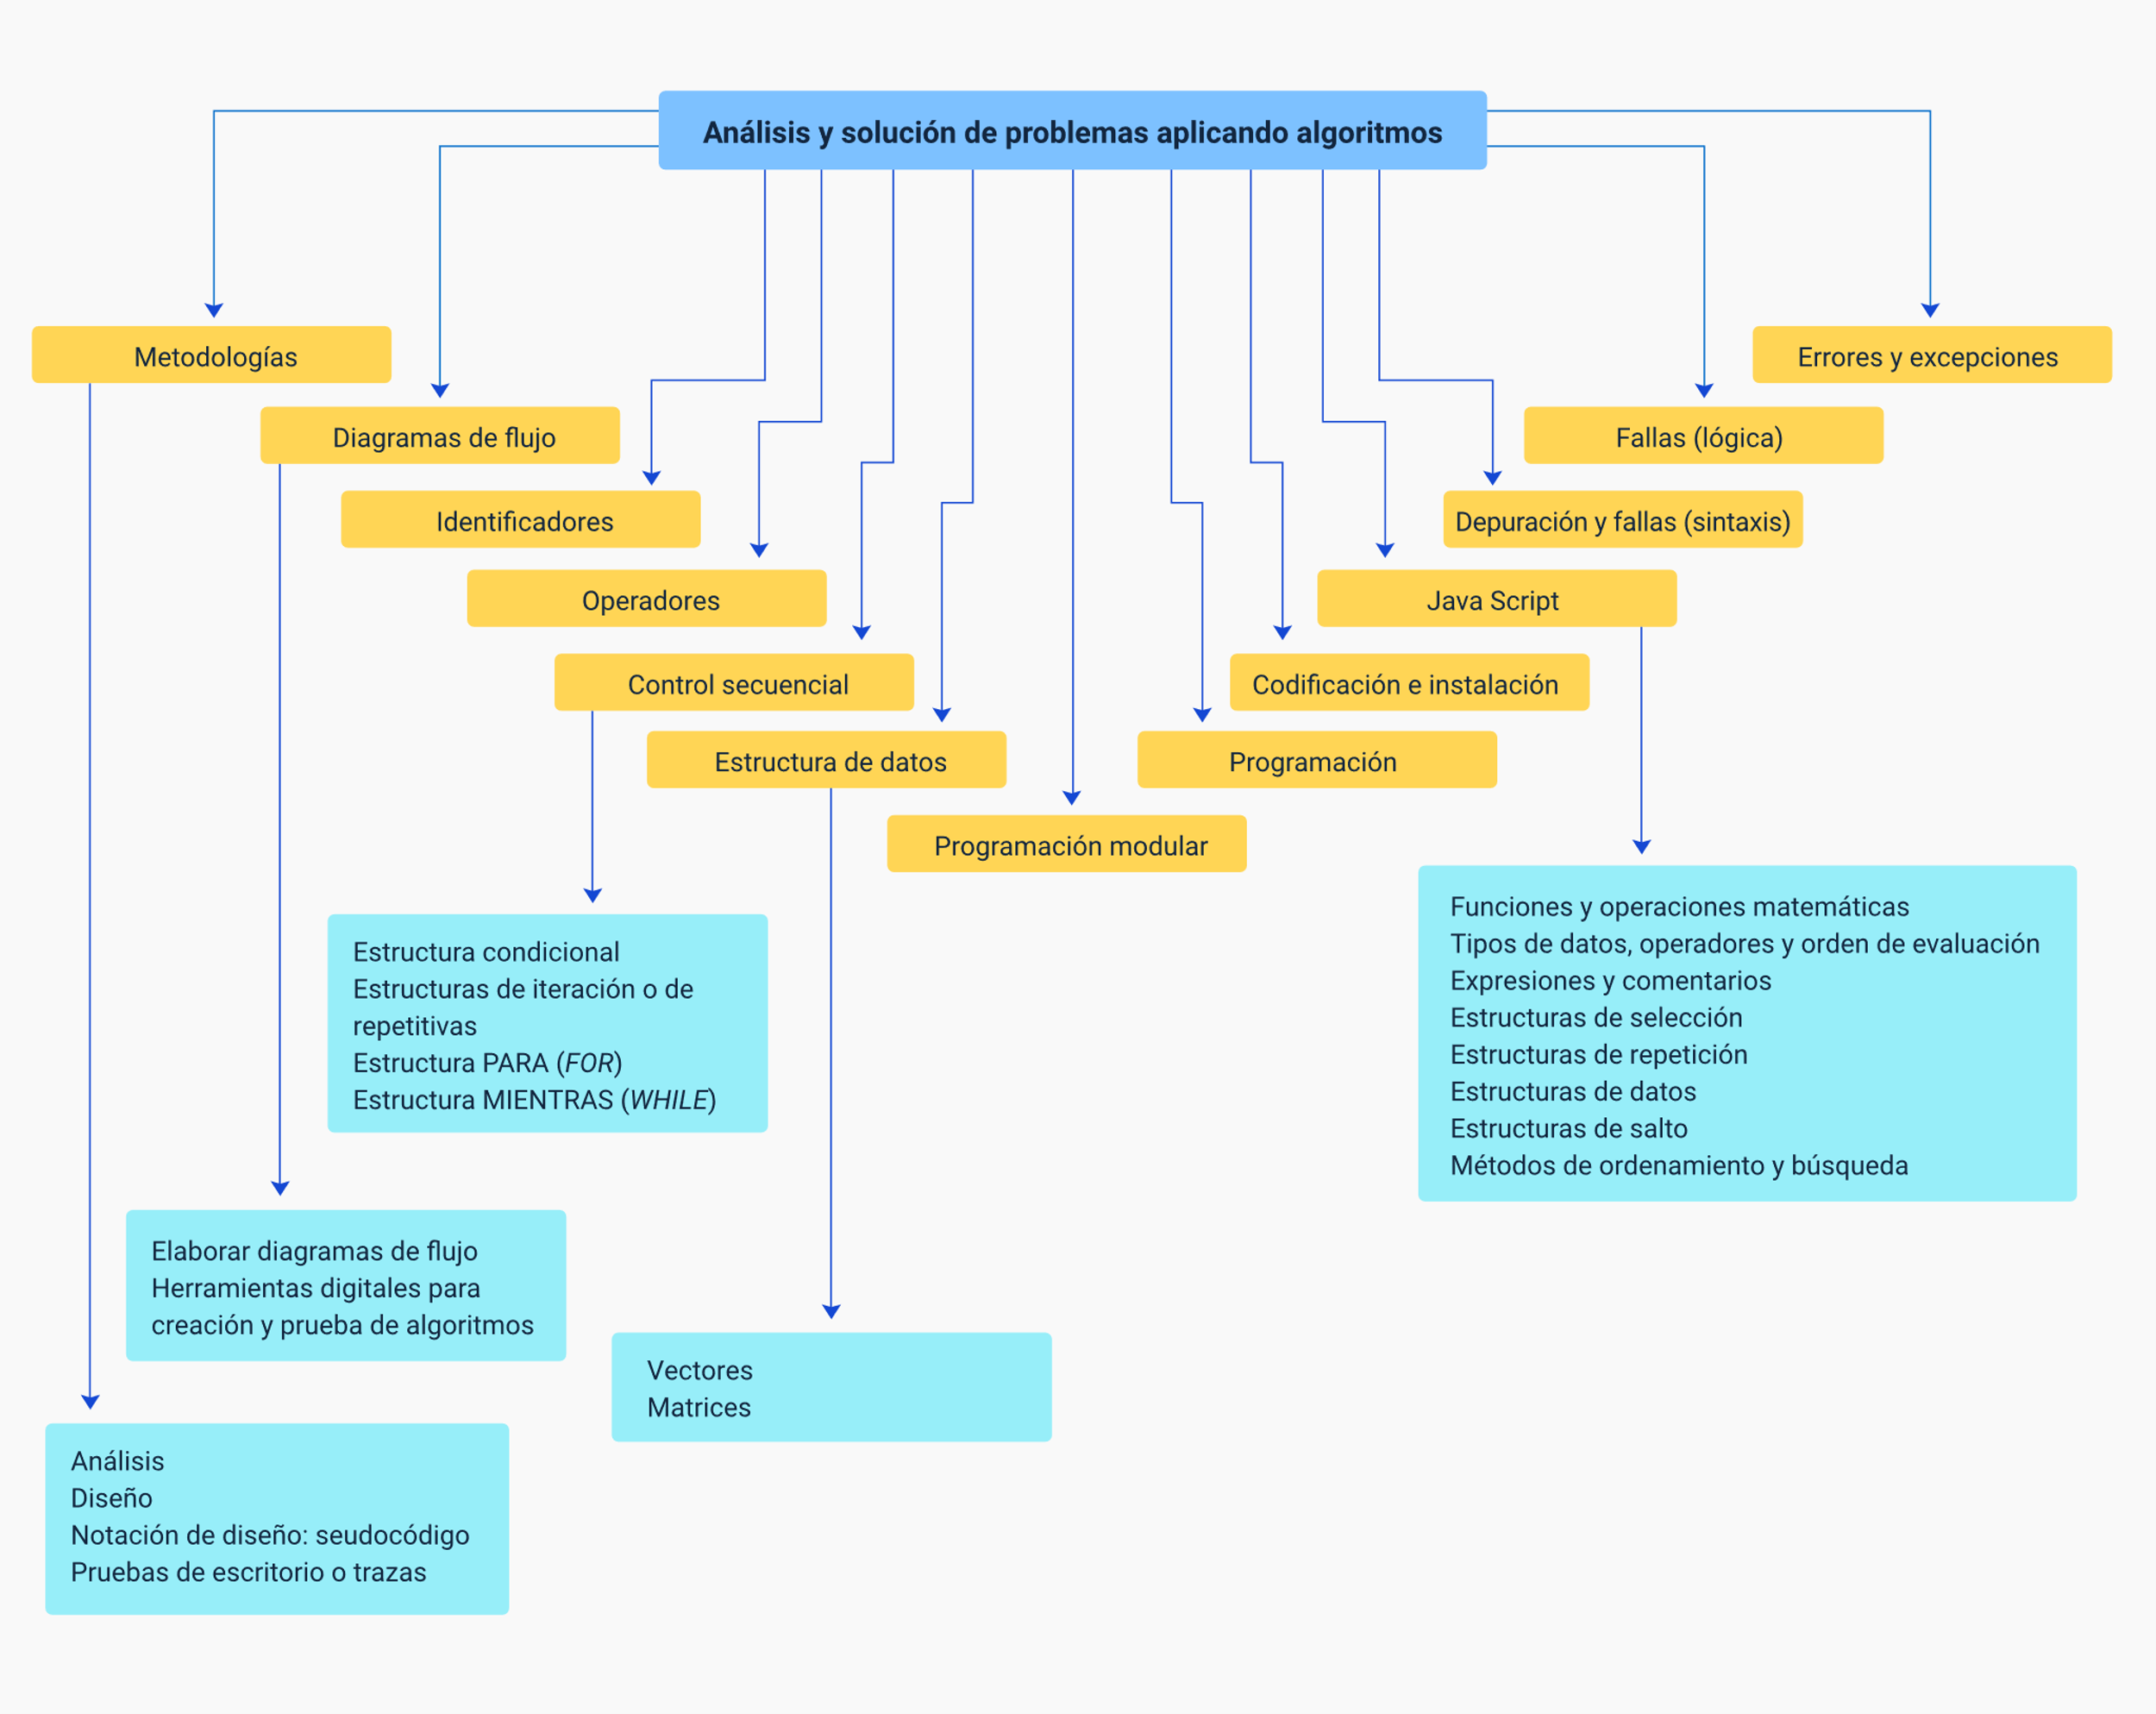 Análisis y solución de problemas aplicando algoritmos
Metodologías
Errores y excepciones
Diagramas de flujo
Fallas (lógica)
Identificadores
Depuración y fallas (sintaxis)
Operadores
Java Script
Control secuencial
Codificación e instalación
Estructura de datos
Programación
Programación modular
Estructura condicional
Estructuras de iteración o de
repetitivas
Estructura PARA (FOR)
Estructura MIENTRAS (WHILE)
Funciones y operaciones matemáticas
Tipos de datos, operadores y orden de evaluación
Expresiones y comentarios
Estructuras de selección
Estructuras de repetición
Estructuras de datos
Estructuras de salto
Métodos de ordenamiento y búsqueda
Elaborar diagramas de flujo
Herramientas digitales para
creación y prueba de algoritmos
Vectores
Matrices
Análisis
Diseño
Notación de diseño: seudocódigo
Pruebas de escritorio o trazas